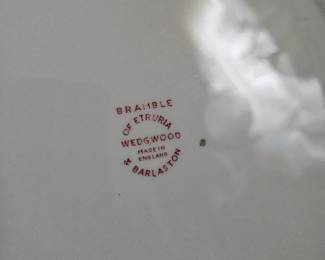 BRAMBLE
OF ETRURIA
WEDGWOOD
MADE IN
ENGLAND
& BARLASTON